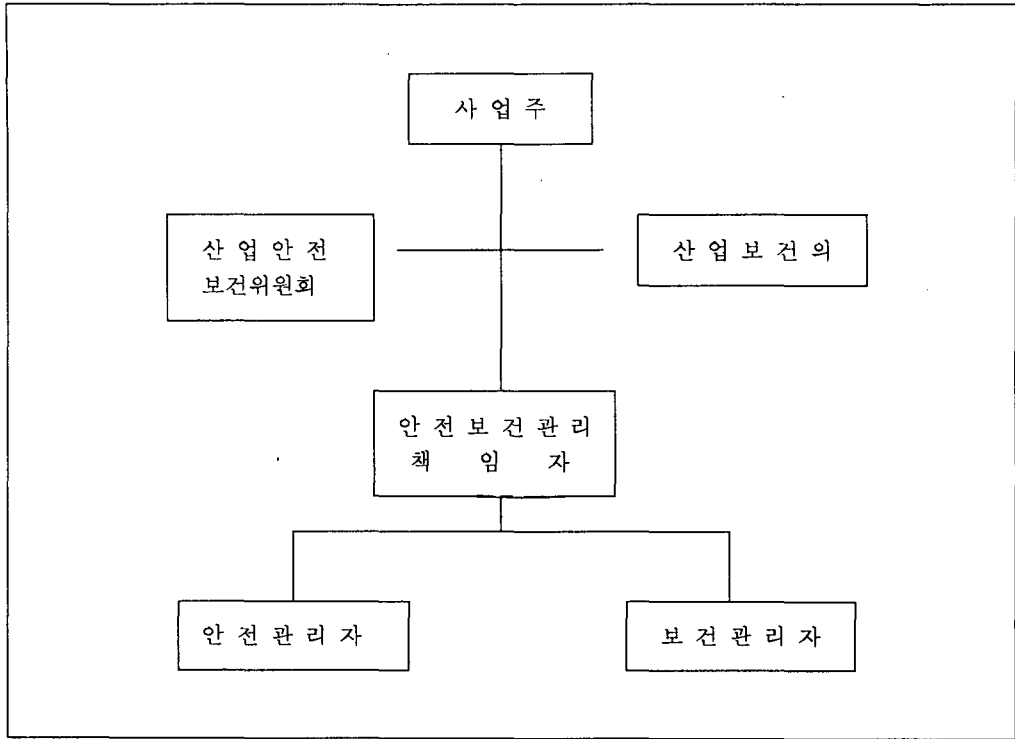 사 업 주
산 업 안 전
보건위원회
산 업 보 건 의
안 전 보 건 관 리
책 임 자
안 전 관 리 자
보 건 관 리 자